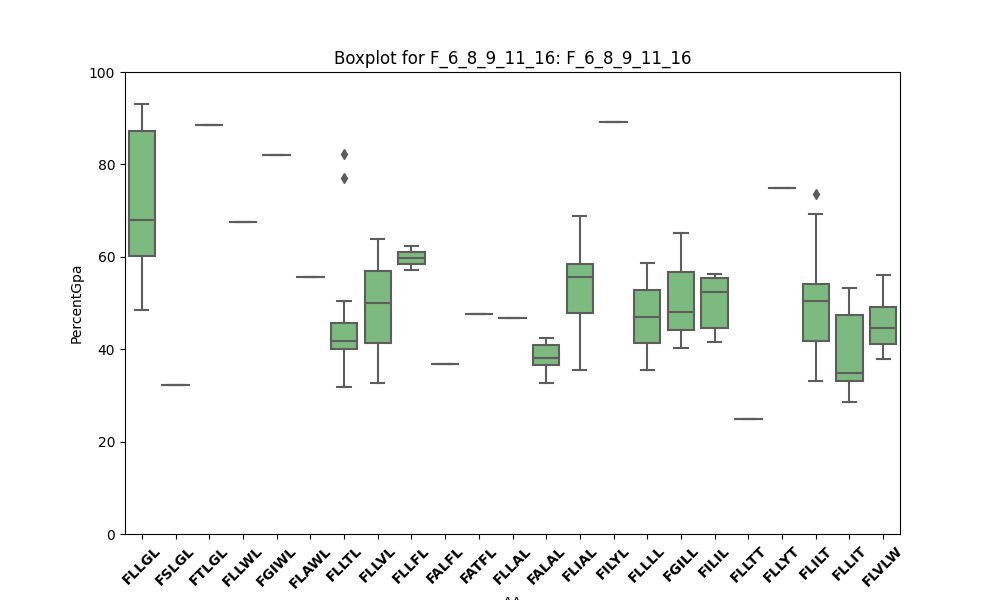 Boxplot for F_6_8_9_11_16: F_6_8_9_11_16
100
80
60
40
20
0
PercentGpa
FLLGL
FSLGL
FTLGL
FLLWL
FGIWL
FLAWL
FLLTL
FLLVL
FLLFL
FALFL
FATFL
FLLAL
FALAL
FLIAL
FILYL
FLLLL
FGILL
FILIL
FLLTT
FLLYT
FLILT
FLLIT
FLVLW
AA